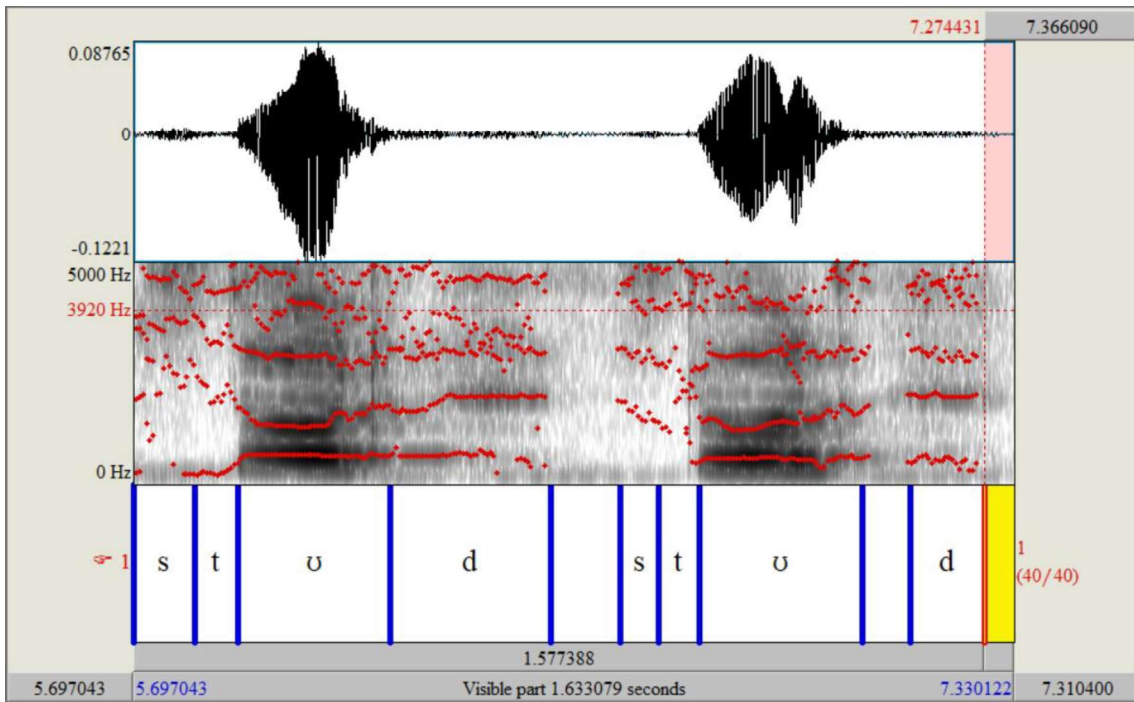 7.274431 7.366090
0.08765
0
-0.1221
5000 Hz
3920 Hz
0 Hz
☞ 1 s t ʊ d s t ʊ d 1
(40/40)
1.577388
5.697043 5.697043 Visible part 1.633079 seconds 7.330122 7.310400